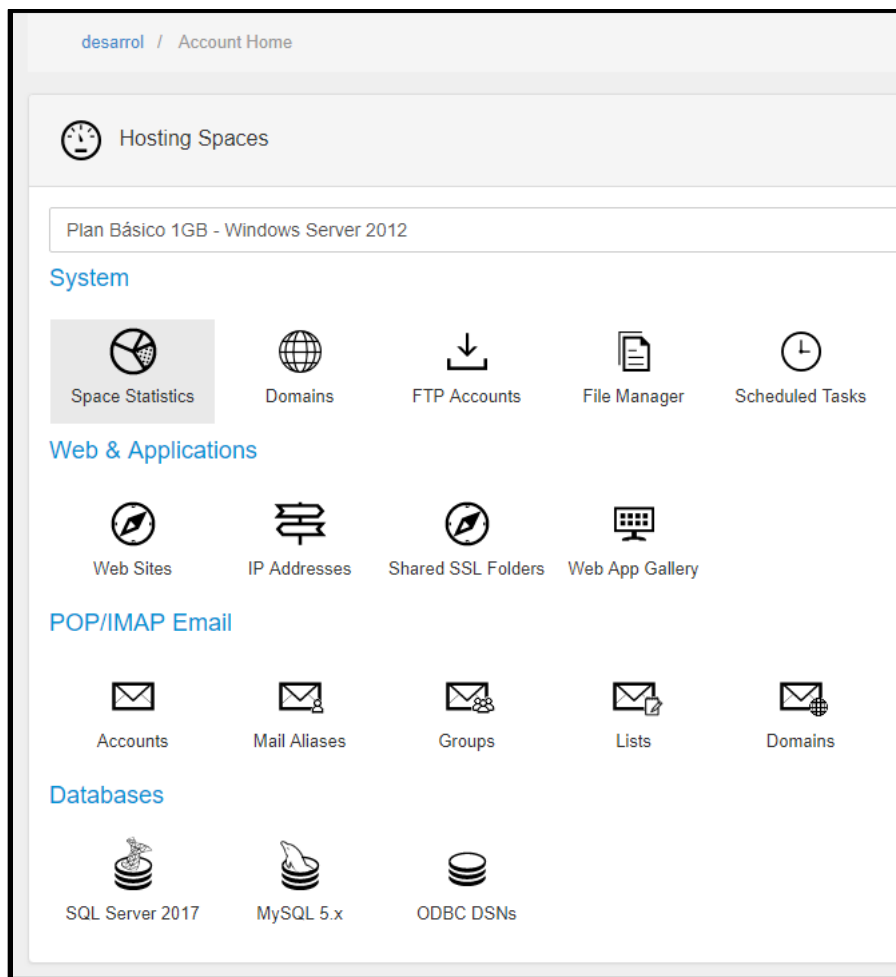 desarrol / Account Home
Hosting Spaces
Plan Básico 1GB - Windows Server 2012
System
Space Statistics Domains FTP Accounts File Manager Scheduled Tasks
Web & Applications
Web Sites IP Addresses Shared SSL Folders Web App Gallery
POP/IMAP Email
Accounts Mail Aliases Groups Lists Domains
Databases
SQL Server 2017 MySQL 5.x ODBC DSNs